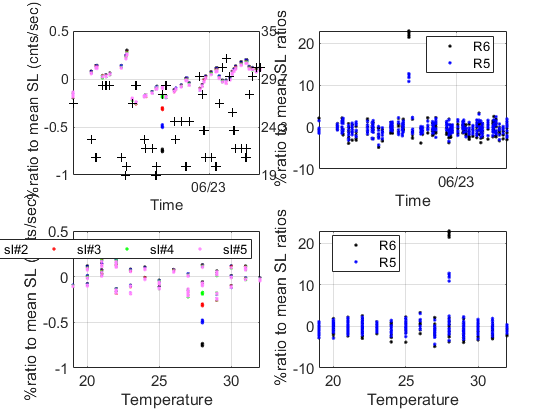 %ratio to mean SL (cnts/sec)
0.5
0
-0.5
-1
35
24.3
19
06/23
Time
%ratio to mean SL ratios
20
10
0
-10
R6
R5
06/23
Time
%ratio to mean SL
0.5
0
-0.5
-1
sl#2 sl#3 sl#4 sl#5
20 25 30
Temperature
%ratio to mean SL ratios
20
10
0
-10
R6
R5
20 25 30
Temperature